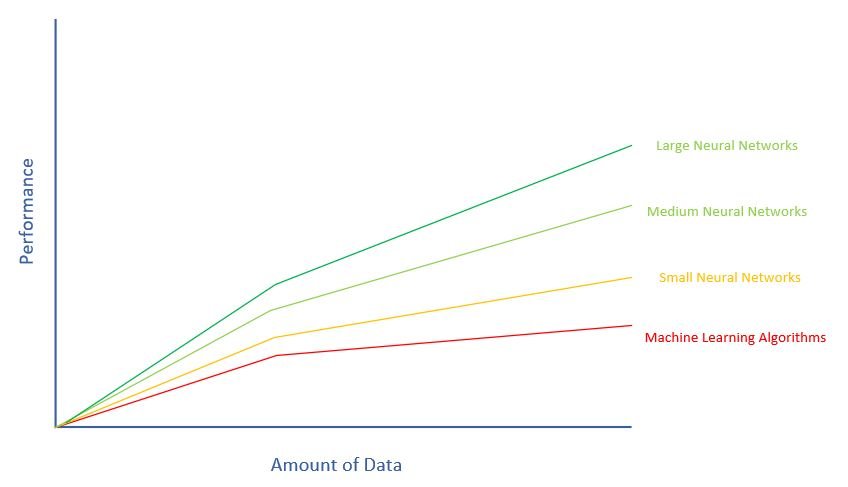 Performance
Large Neural Networks
Medium Neural Networks
Small Neural Networks
Machine Learning Algorithms
Amount of Data